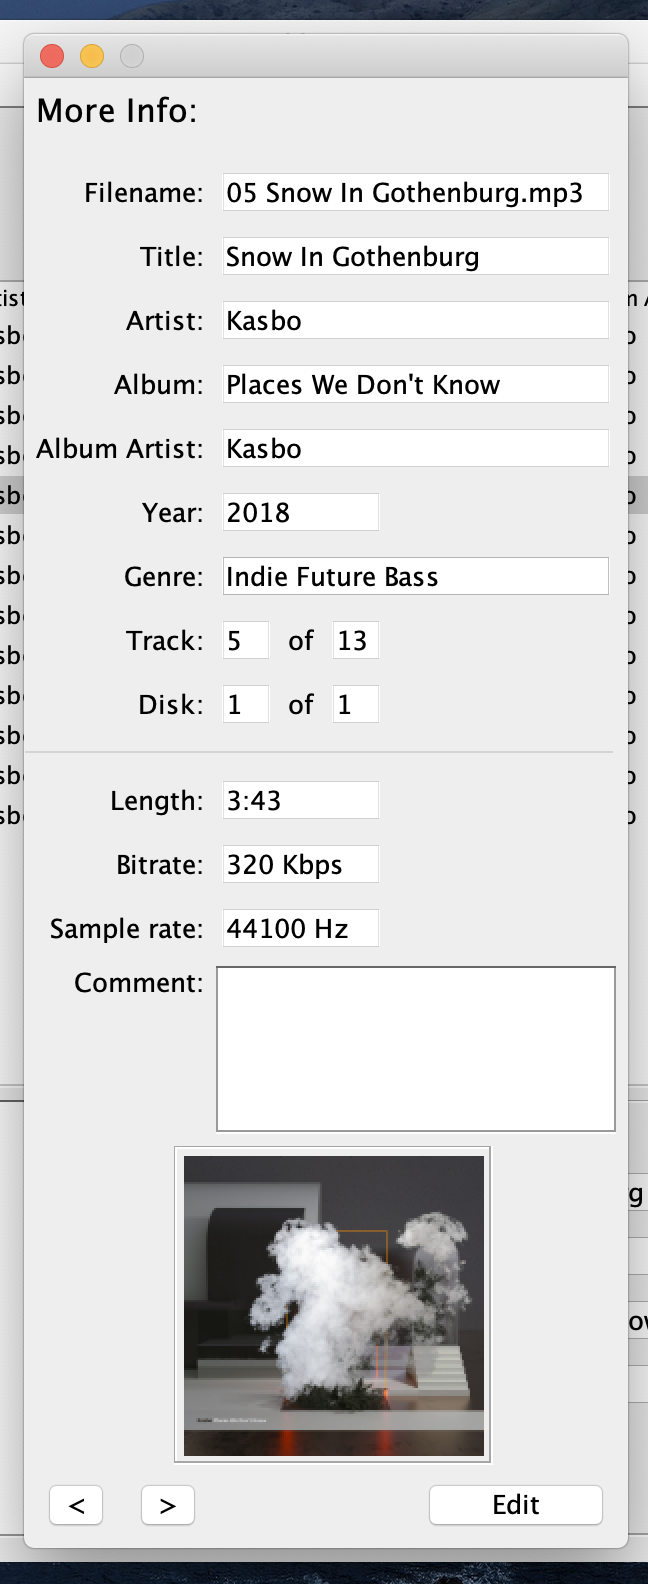 More Info:
Filename: 05 Snow In Gothenburg.mp3
Title: Snow In Gothenburg
Artist: Kasbo
Album: Places We Don't Know
Album Artist: Kasbo
Year: 2018
Genre: Indie Future Bass
Track: 5 of 13
Disk: 1 of 1
Length: 3:43
Bitrate: 320 Kbps
Sample rate: 44100 Hz
Comment:
< > Edit